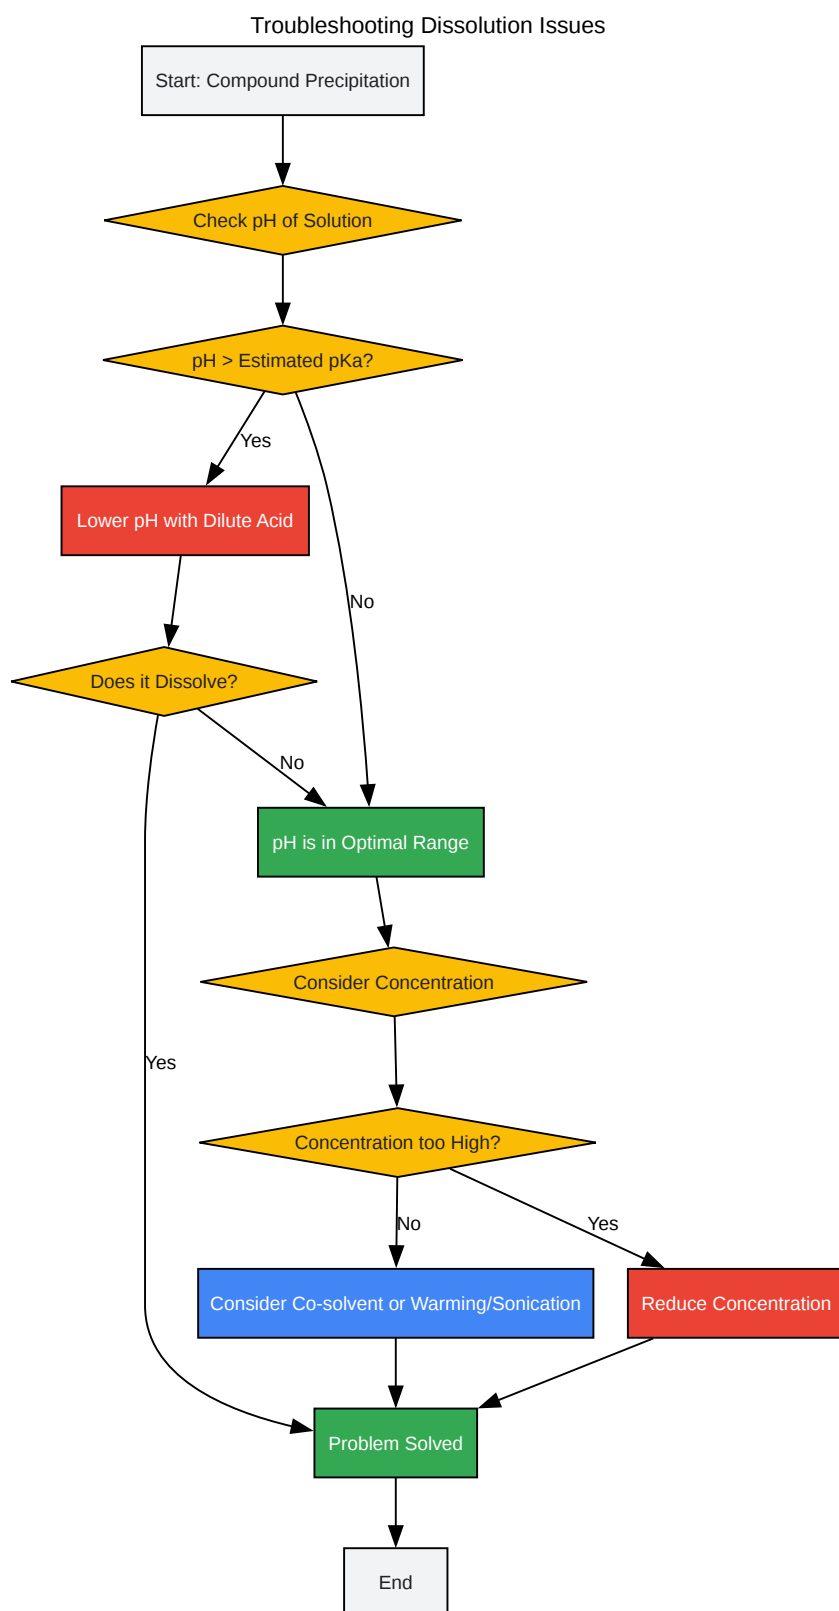 Troubleshooting Dissolution Issues
Start: Compound Precipitation
Check pH of Solution
pH > Estimated pKa?
Yes
Lower pH with Dilute Acid
No
Does it Dissolve?
No
pH is in Optimal Range
Consider Concentration
Yes
Concentration too High?
No
Yes
Consider Co-solvent or Warming/Sonication
Reduce Concentration
Problem Solved
End